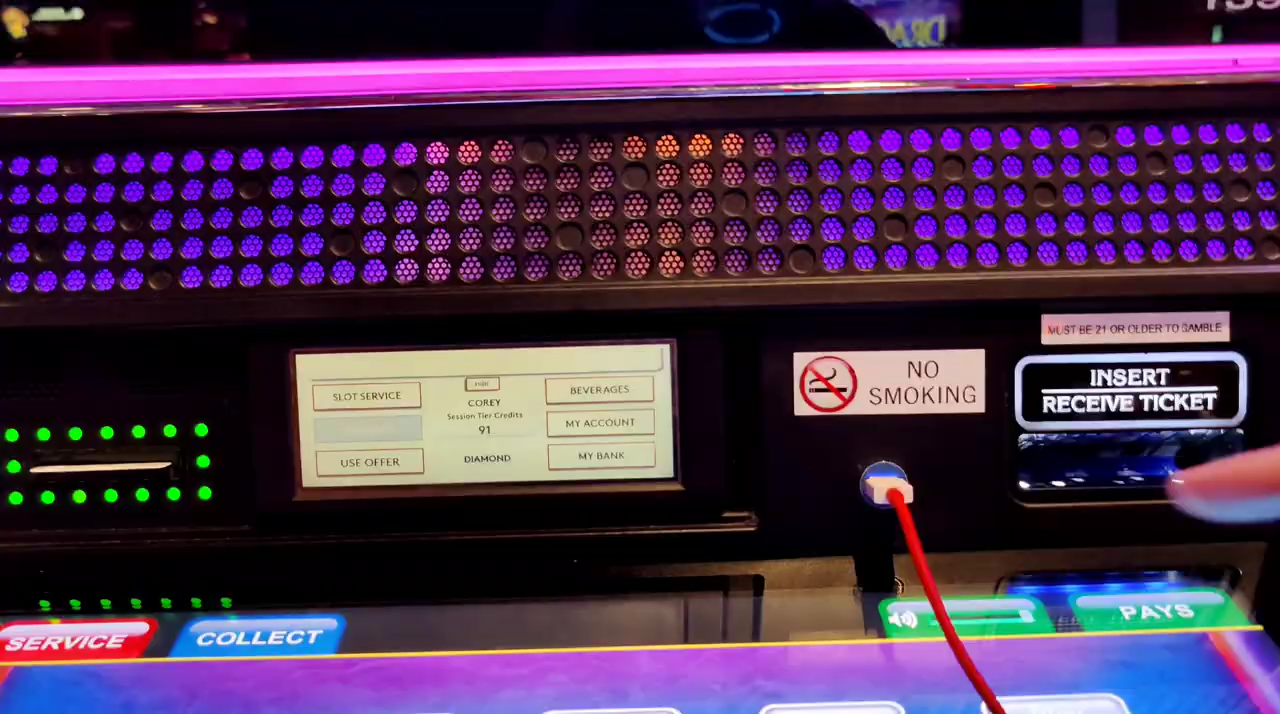 MUST BE 21 OR OLDER TO GAMBLE
NO
SMOKING
INSERT
RECEIVE TICKET
SLOT SERVICE
USE OFFER
COREY
Session Tier Credits
91
DIAMOND
BEVERAGES
MY ACCOUNT
MY BANK
SERVICE
COLLECT
PAYS